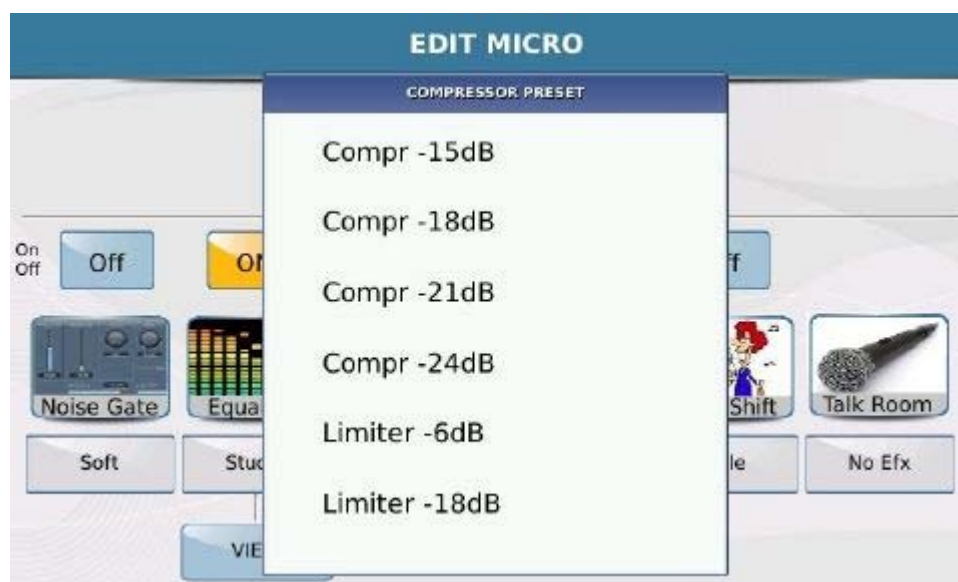 EDIT MICRO
COMPRESSOR PRESET
Compr -15dB
Compr -18dB
Compr -21dB
Compr -24dB
Limiter -6dB
Limiter -18dB
On
Off
Off
Noise Gate
Shift
Talk Room
Soft
No Efx